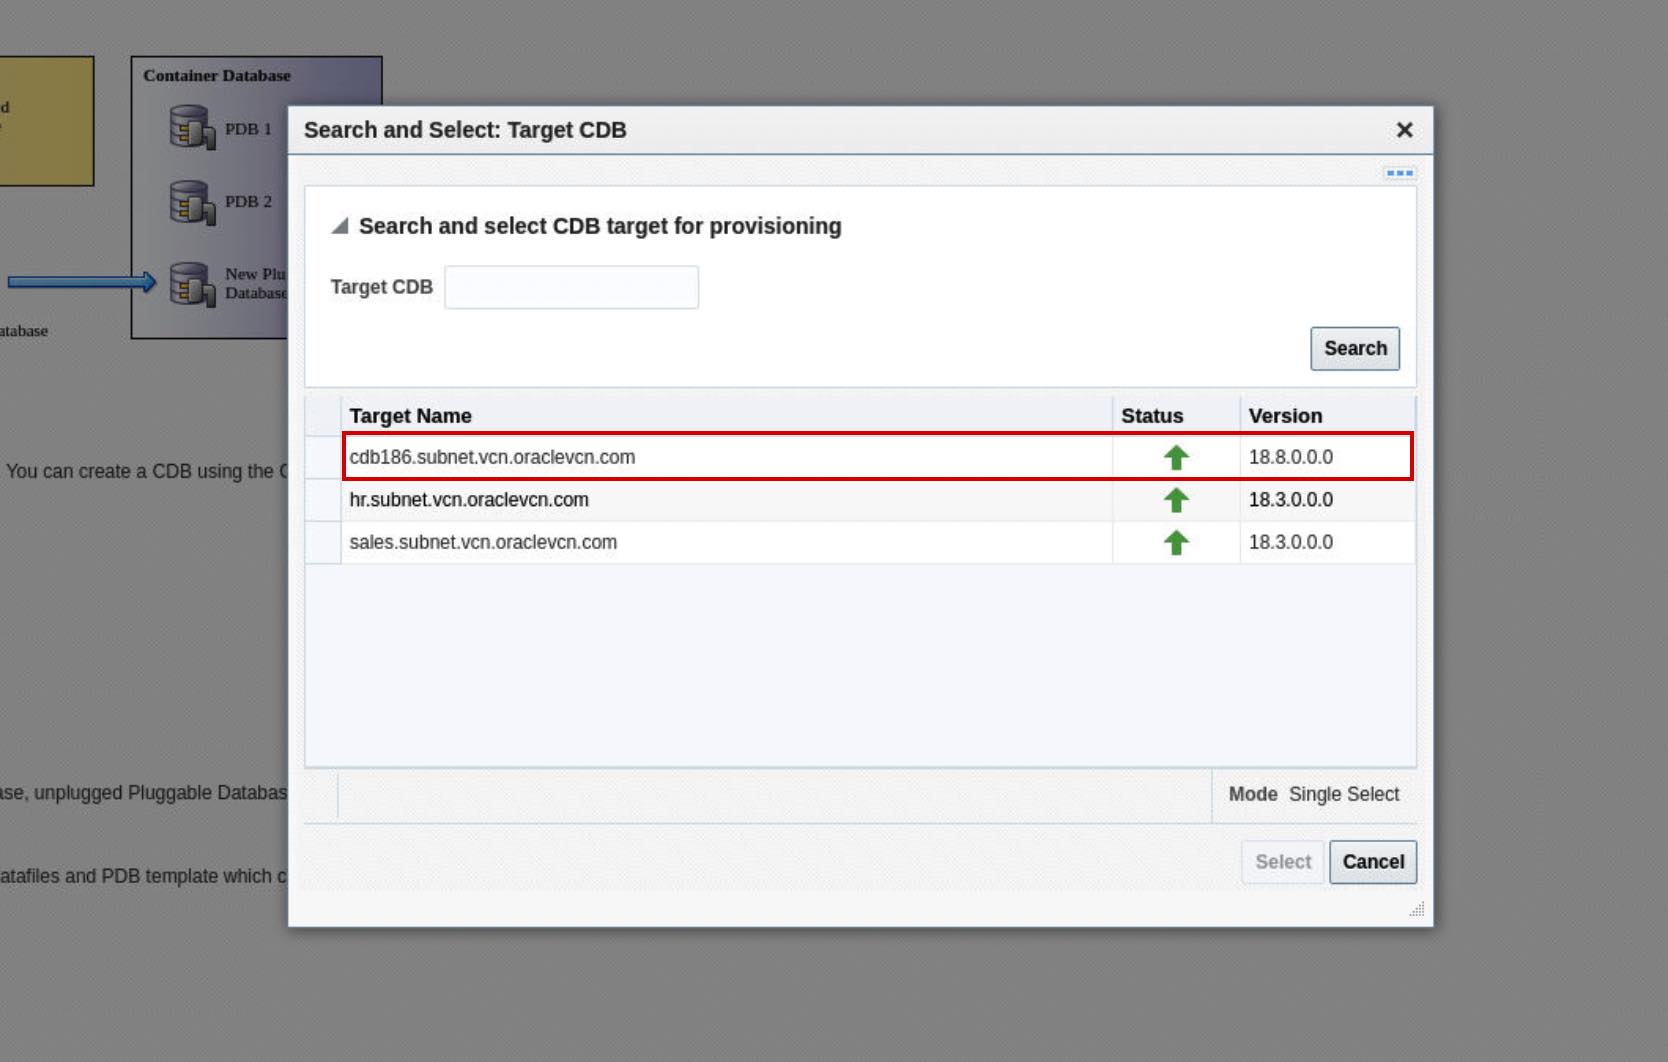 d
Container Database
PDB 1
PDB 2
New Plu
Database
atabase
Search and Select: Target CDB
Search and select CDB target for provisioning
Target CDB
Search
Target Name Status Version
cdb186.subnet.vcn.oraclevcn.com 18.8.0.0.0
hr.subnet.vcn.oraclevcn.com 18.3.0.0.0
sales.subnet.vcn.oraclevcn.com 18.3.0.0.0
You can create a CDB using the
ase, unplugged Pluggable Databas
Mode Single Select
Select Cancel
atafiles and PDB template which c